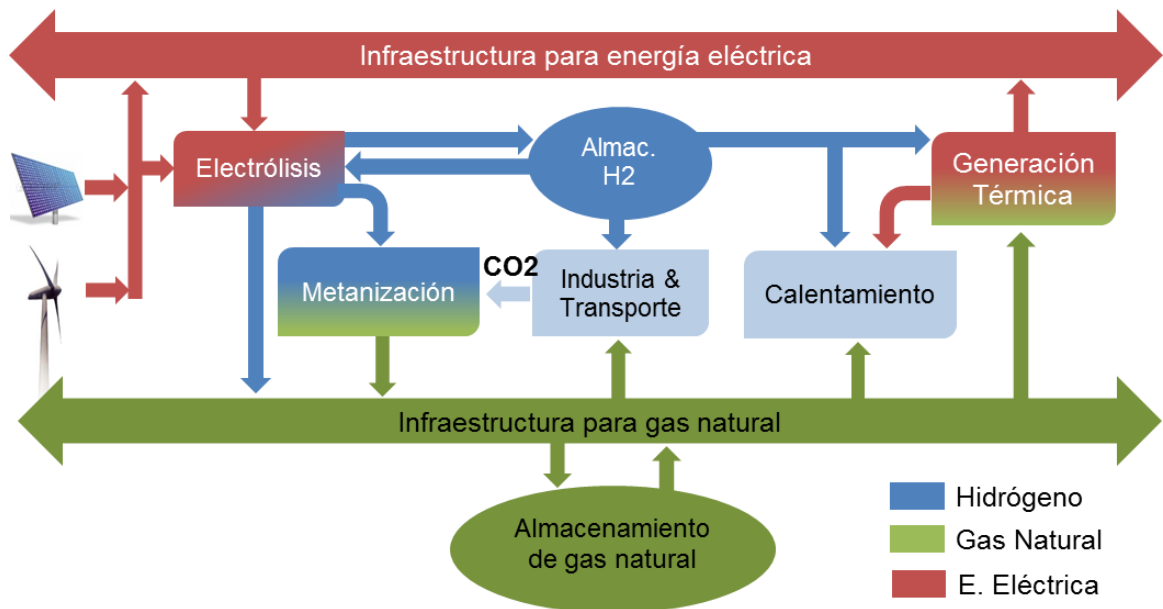 Infraestructura para energía eléctrica
Electrólisis
Almac.
H2
Generación
Térmica
Metanización
CO2
Industria &
Transporte
Calentamiento
Infraestructura para gas natural
Almacenamiento
de gas natural
Hidrógeno
Gas Natural
E. Eléctrica